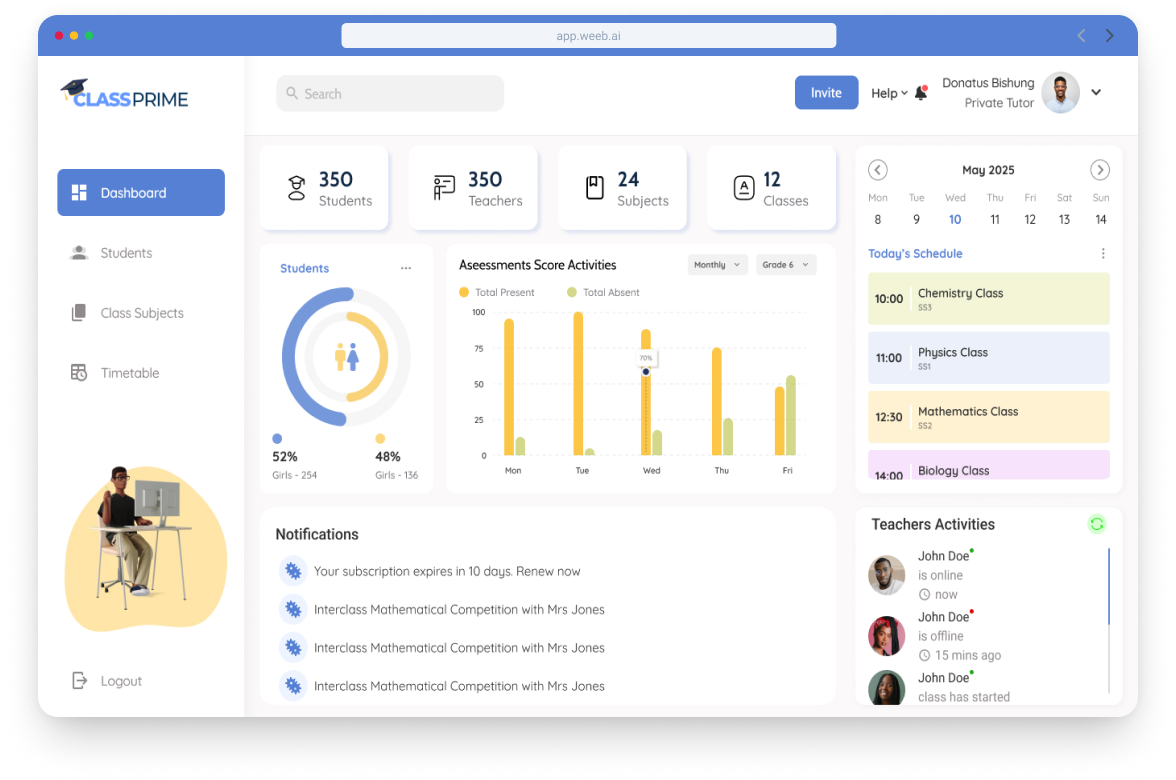 app.weeb.ai
CLASSPRIME
Search
Invite
Help
Donatus Bishung
Private Tutor
Dashboard
Students
Class Subjects
Timetable
Logout
350
Students
350
Teachers
24
Subjects
A
12
Classes
Students
52%
Girls - 254
48%
Girls - 136
Aseessments Score Activities
Monthly
Grade 6
Total Present
Total Absent
100
75
50
25
0
70%
Mon Tue Wed Thu Fri
May 2025
Mon Tue Wed Thu Fri Sat Sun
8 9 10 11 12 13 14
Today's Schedule
10:00
Chemistry Class
SS3
11:00
Physics Class
SS1
12:30
Mathematics Class
SS2
14:00
Biology Class
Notifications
Your subscription expires in 10 days. Renew now
Interclass Mathematical Competition with Mrs Jones
Interclass Mathematical Competition with Mrs Jones
Interclass Mathematical Competition with Mrs Jones
Teachers Activities
John Doe
is online
now
John Doe
is offline
15 mins ago
John Doe
class has started